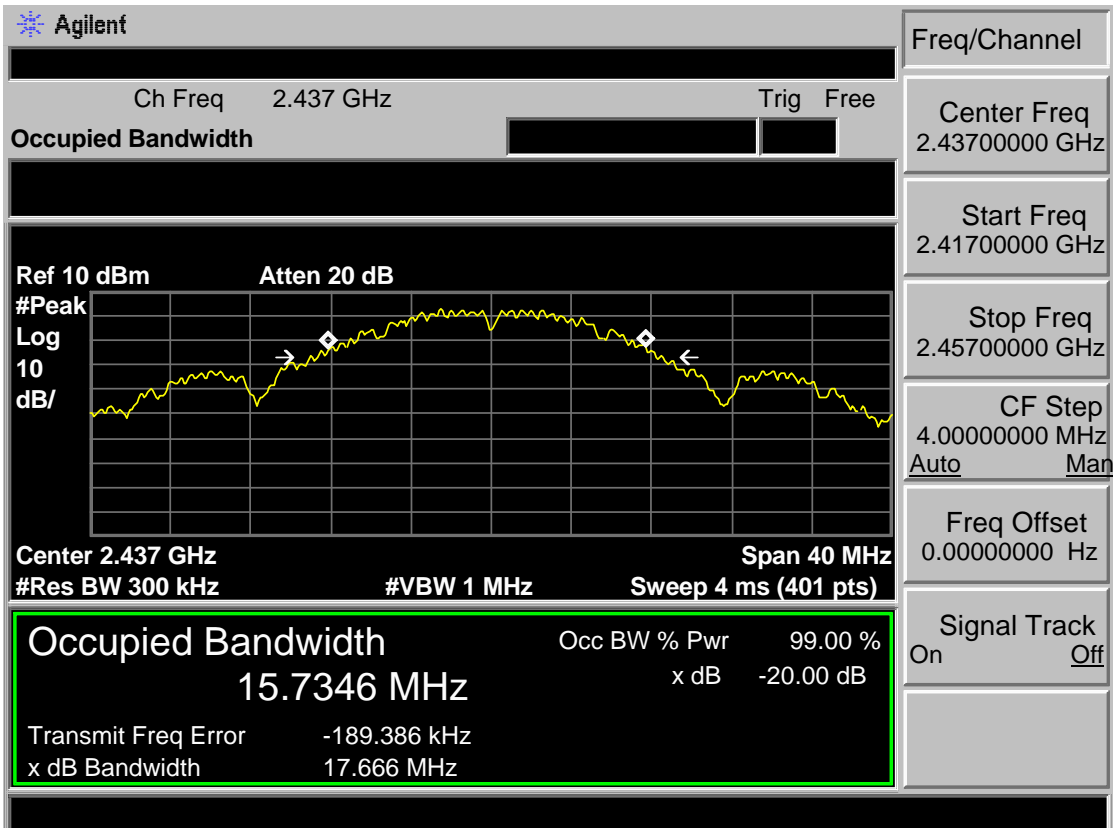 Agilent
Ch Freq 2.437 GHz Trig Free
Occupied Bandwidth
Ref 10 dBm Atten 20 dB
#Peak
Log
10
dB/
Center 2.437 GHz Span 40 MHz
#Res BW 300 kHz #VBW 1 MHz Sweep 4 ms (401 pts)
Occupied Bandwidth
15.7346 MHz
Occ BW % Pwr 99.00 %
x dB -20.00 dB
Transmit Freq Error -189.386 kHz
x dB Bandwidth 17.666 MHz
Freq/Channel
Center Freq
2.43700000 GHz
Start Freq
2.41700000 GHz
Stop Freq
2.45700000 GHz
CF Step
4.00000000 MHz
Auto Man
Freq Offset
0.00000000 Hz
Signal Track
On Off